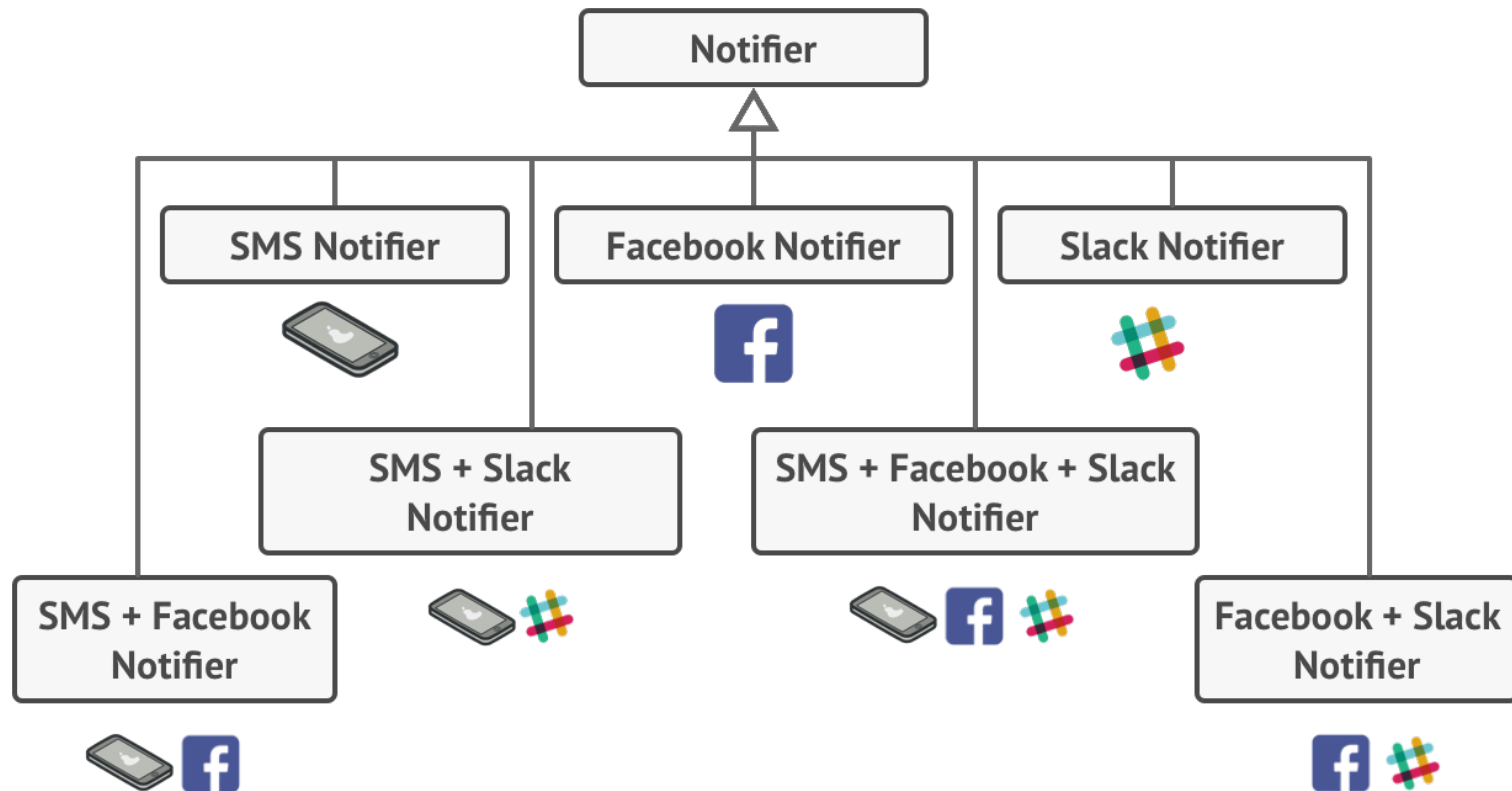 Notifier
SMS Notifier
Facebook Notifier
Slack Notifier
SMS + Slack
Notifier
SMS + Facebook + Slack
Notifier
SMS + Facebook
Notifier
Facebook + Slack
Notifier